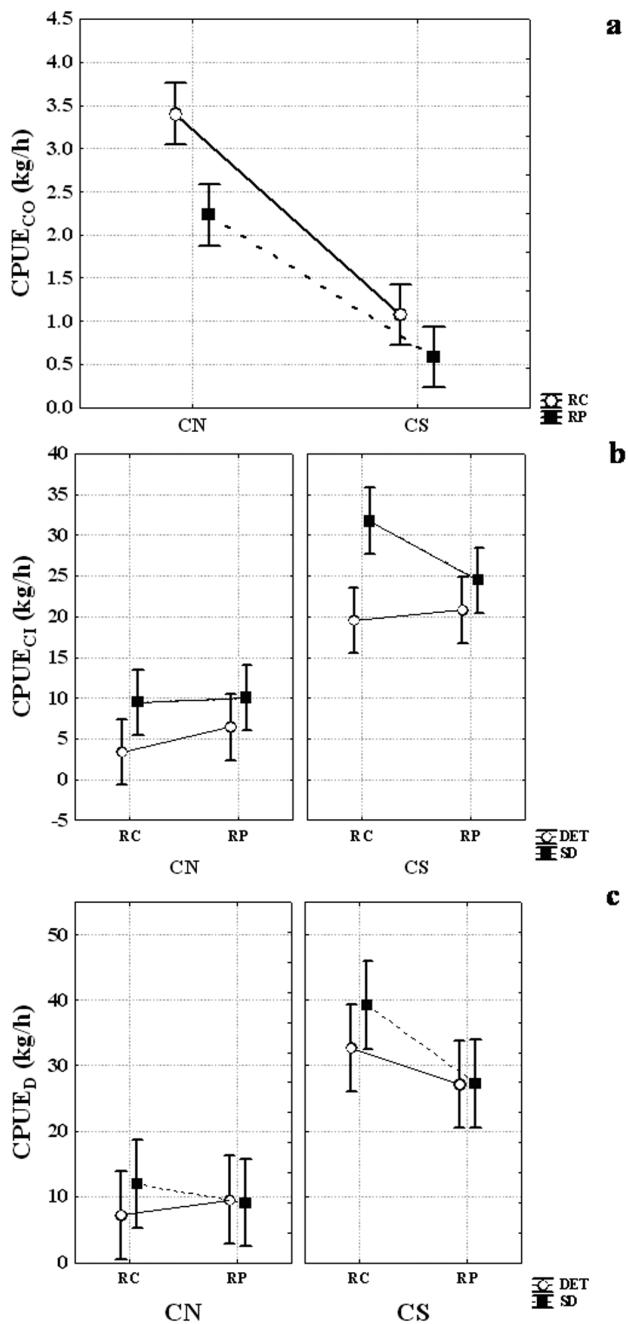 a
CPUE_CO (kg/h)
4.5
4.0
3.5
3.0
2.5
2.0
1.5
1.0
0.5
0.0
CN CS
RC
RP
b
CPUE_CI (kg/h)
40
35
30
25
20
15
10
5
0
-5
RC RP RC RP
CN CS
DET
SD
c
CPUE_D (kg/h)
50
40
30
20
10
0
RC RP RC RP
CN CS
DET
SD